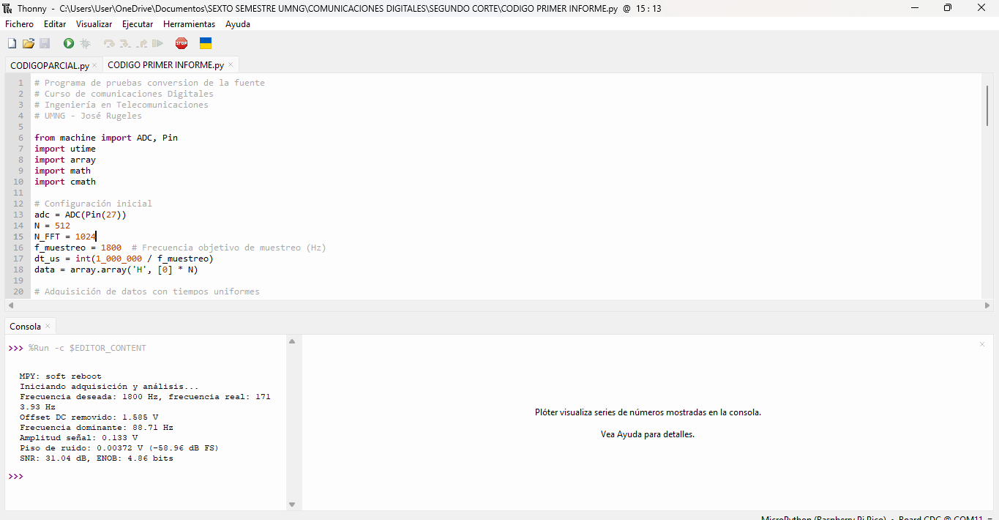 Thonny - C:\Users\User\OneDrive\Documentos\SEXTO SEMESTRE UMNG\COMUNICACIONES DIGITALES\SEGUNDO CORTE\CODIGO PRIMER INFORME.py @ 15 : 13
Fichero Editar Visualizar Ejecutar Herramientas Ayuda
STOP
CODIGOPARCIAL.py × CODIGO PRIMER INFORME.py ×
1 # Programa de pruebas conversion de la fuente
2 # Curso de comunicaciones Digitales
3 # Ingeniería en Telecomunicaciones
4 # UMNG - José Rugeles
5
6 from machine import ADC, Pin
7 import utime
8 import array
9 import math
10 import cmath
11
12 # Configuración inicial
13 adc = ADC(Pin(27))
14 N = 512
15 N_FFT = 1024
16 f_muestreo = 1800  # Frecuencia objetivo de muestreo (Hz)
17 dt_us = int(1_000_000 / f_muestreo)
18 data = array.array('H', [0] * N)
19
20 # Adquisición de datos con tiempos uniformes
Consola ×
>>> %Run -c $EDITOR_CONTENT
MPY: soft reboot
Iniciando adquisición y análisis...
Frecuencia deseada: 1800 Hz, frecuencia real: 171
3.93 Hz
Offset DC removido: 1.585 V
Frecuencia dominante: 88.71 Hz
Amplitud señal: 0.133 V
Piso de ruido: 0.00372 V (-58.96 dB FS)
SNR: 31.04 dB, ENOB: 4.86 bits
>>>
Plóter visualiza series de números mostradas en la consola.
Vea Ayuda para detalles.
MicroPython (Raspberry Pi Pico) • Board CDC @ COM11